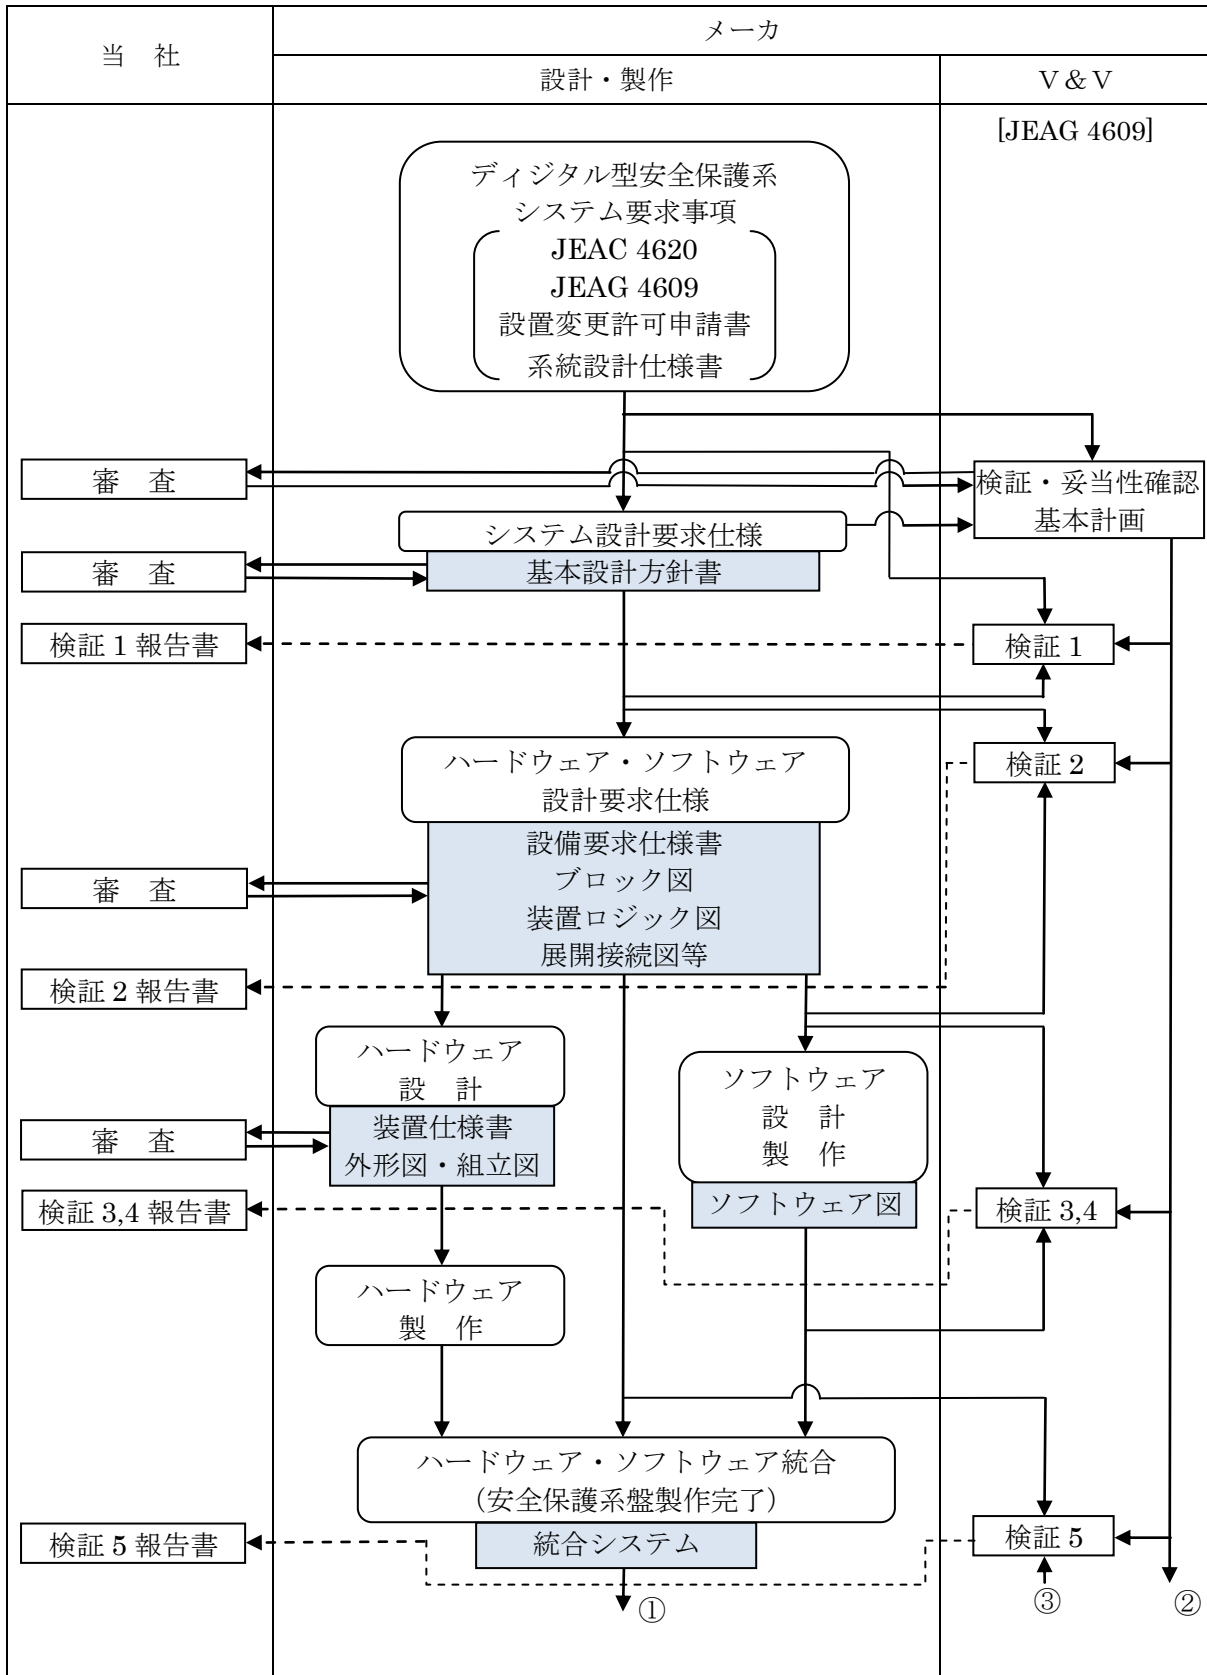 当 社
メーカ
設計・製作
V&V
[JEAG 4609]
ディジタル型安全保護系
システム要求事項
JEAC 4620
JEAG 4609
設置変更許可申請書
系統設計仕様書
審 査
検証・妥当性確認
基本計画
システム設計要求仕様
審 査
基本設計方針書
検証 1 報告書
検証 1
ハードウェア・ソフトウェア
設計要求仕様
検証 2
設備要求仕様書
ブロック図
装置ロジック図
展開接続図等
審 査
検証 2 報告書
ハードウェア
設 計
ソフトウェア
設 計
製 作
審 査
装置仕様書
外形図・組立図
検証 3,4 報告書
ソフトウェア図
検証 3,4
ハードウェア
製 作
ハードウェア・ソフトウェア統合
(安全保護系盤製作完了)
検証 5 報告書
統合システム
検証 5
①
③
②